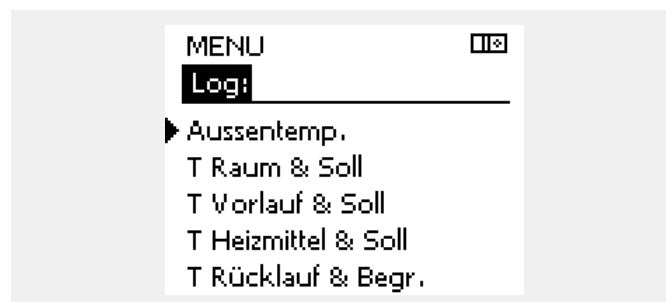 MENU
Log:
Aussentemp.
T Raum & Soll
T Vorlauf & Soll
T Heizmittel & Soll
T Rücklauf & Begr.